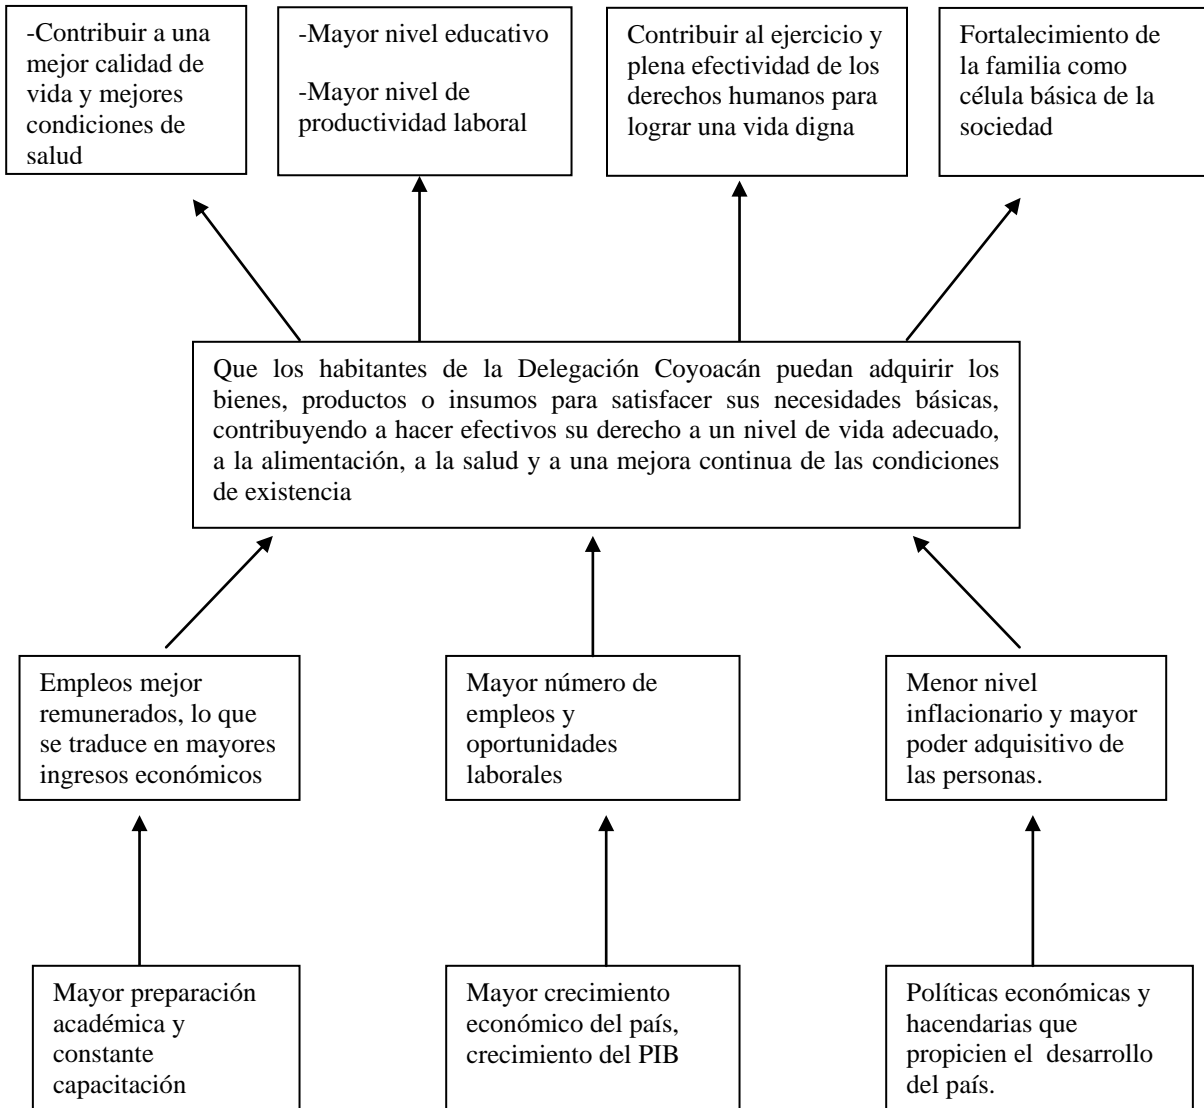 -Contribuir a una
mejor calidad de
vida y mejores
condiciones de
salud
-Mayor nivel educativo
-Mayor nivel de
productividad laboral
Contribuir al ejercicio y
plena efectividad de los
derechos humanos para
lograr una vida digna
Fortalecimiento de
la familia como
célula básica de la
sociedad
Que los habitantes de la Delegación Coyoacán puedan adquirir los
bienes, productos o insumos para satisfacer sus necesidades básicas,
contribuyendo a hacer efectivos su derecho a un nivel de vida adecuado,
a la alimentación, a la salud y a una mejora continua de las condiciones
de existencia
Empleos mejor
remunerados, lo que
se traduce en mayores
ingresos económicos
Mayor número de
empleos y
oportunidades
laborales
Menor nivel
inflacionario y mayor
poder adquisitivo de
las personas.
Mayor preparación
académica y
constante
capacitación
Mayor crecimiento
económico del país,
crecimiento del PIB
Políticas económicas y
hacendarias que
propicien el desarrollo
del país.